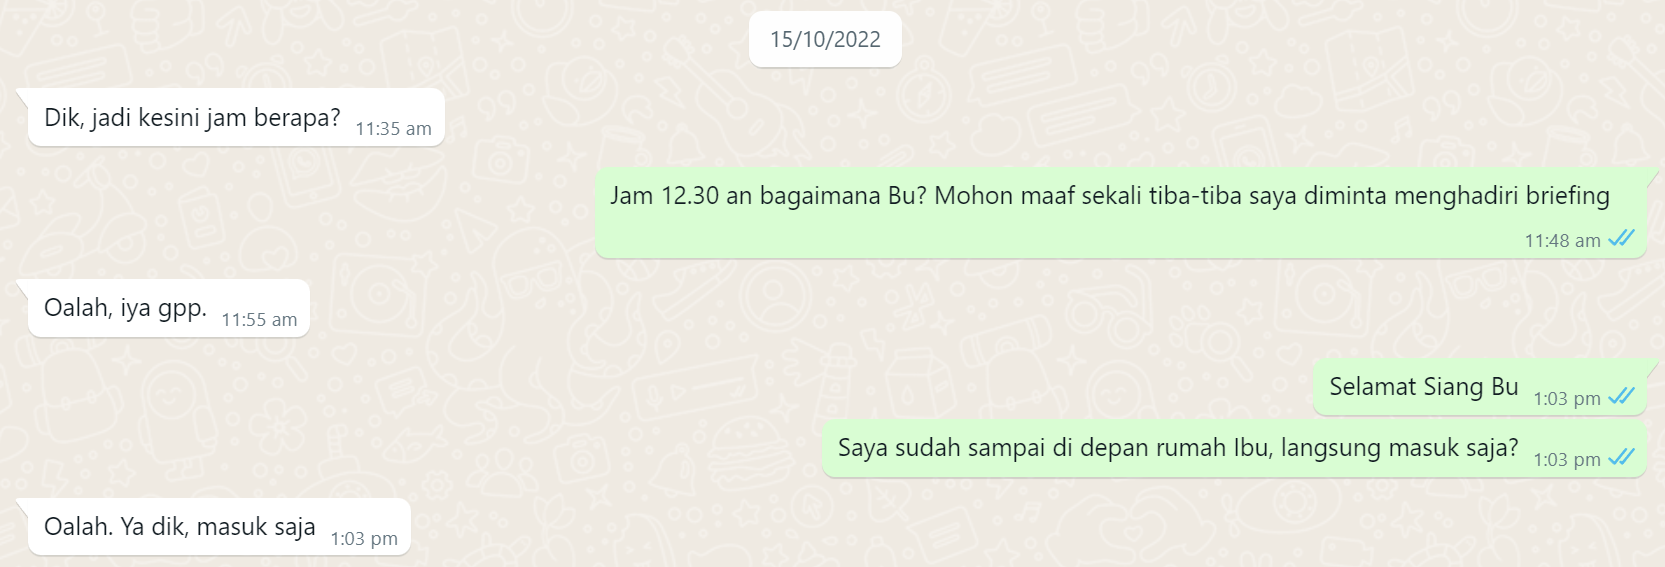 15/10/2022
Dik, jadi kesini jam berapa? 11:35 am
Jam 12.30 an bagaimana Bu? Mohon maaf sekali tiba-tiba saya diminta menghadiri briefing
11:48 am
Oalah, iya gpp. 11:55 am
Selamat Siang Bu 1:03 pm
Saya sudah sampai di depan rumah Ibu, langsung masuk saja? 1:03 pm
Oalah. Ya dik, masuk saja 1:03 pm